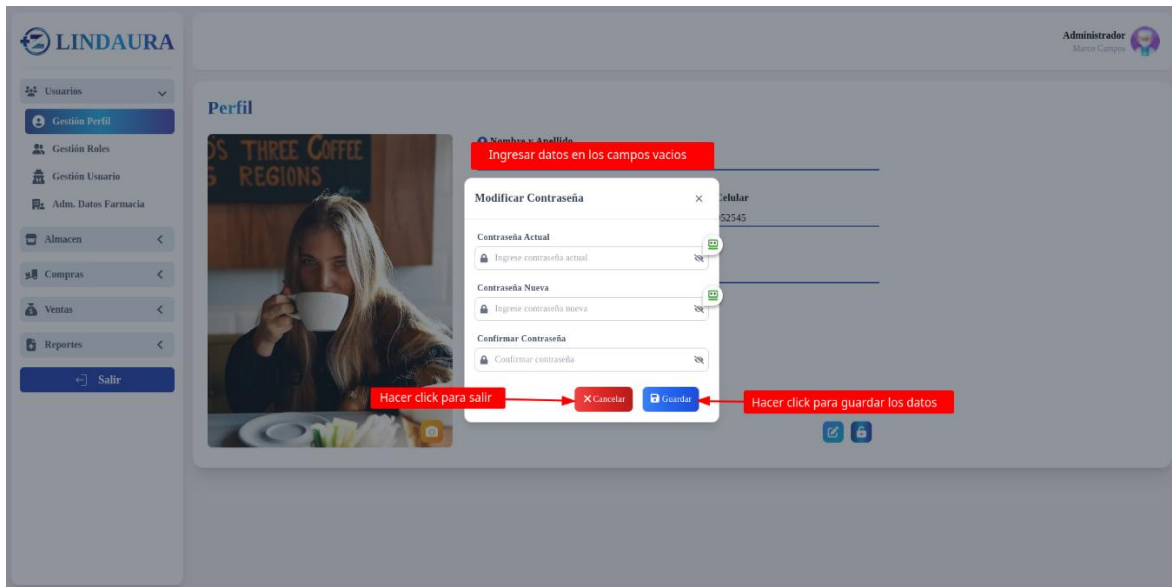 LINDAURA
Administrador
Marco Campos
Usuarios
Gestión Perfil
Gestión Roles
Gestión Usuario
Adm. Datos Farmacia
Almacen
Compras
Ventas
Reportes
Salir
Perfil
THREE COFFEE
REGIONS
Nombre y Apellido
Ingresar datos en los campos vacios
Celular
52545
Modificar Contraseña
Contraseña Actual
Ingrese contraseña actual
Contraseña Nueva
Ingrese contraseña nueva
Confirmar Contraseña
Confirmar contraseña
Hacer click para salir
Cancelar
Guardar
Hacer click para guardar los datos